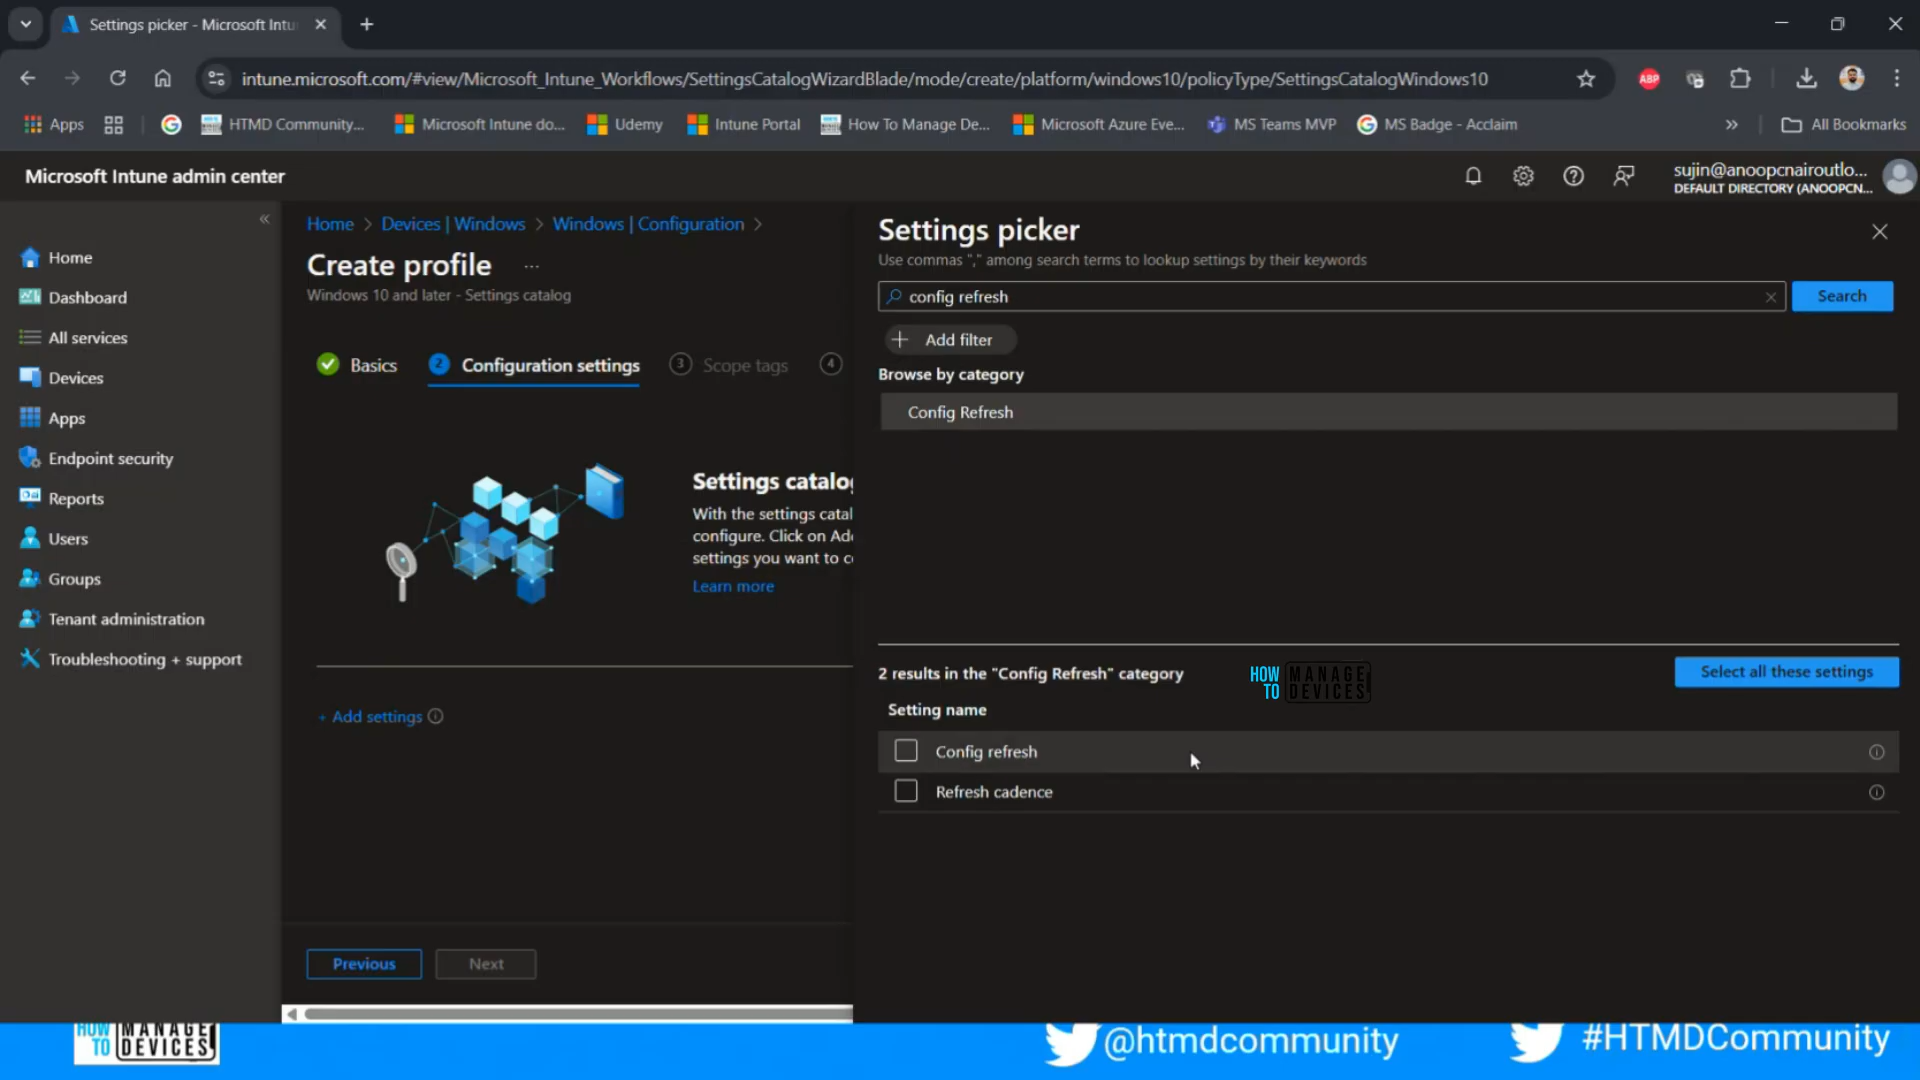 Settings picker - Microsoft Intu
intune.microsoft.com/#view/Microsoft_Intune_Workflows/SettingsCatalogWizardBlade/mode/create/platform/windows10/policyType/SettingsCatalogWindows10
ABP
Apps
HTMD Community...
Microsoft Intune do...
Udemy
Intune Portal
How To Manage De...
Microsoft Azure Eve...
MS Teams MVP
MS Badge - Acclaim
All Bookmarks
Microsoft Intune admin center
sujin@anoopcnairoutlo...
DEFAULT DIRECTORY (ANOOPCN...
Home
Dashboard
All services
Devices
Apps
Endpoint security
Reports
Users
Groups
Tenant administration
Troubleshooting + support
Home > Devices | Windows > Windows | Configuration >
Create profile ...
Windows 10 and later - Settings catalog
Basics
2 Configuration settings
3 Scope tags
4
Settings catalog
With the settings catal
configure. Click on Ad
settings you want to c
Learn more
+ Add settings
Previous
Next
Settings picker
Use commas "," among search terms to lookup settings by their keywords
config refresh
Search
+ Add filter
Browse by category
Config Refresh
2 results in the "Config Refresh" category
HOW TO MANAGE DEVICES
Select all these settings
Setting name
Config refresh
Refresh cadence
HOW TO MANAGE DEVICES
@htmdcommunity
#HTMDCommunity